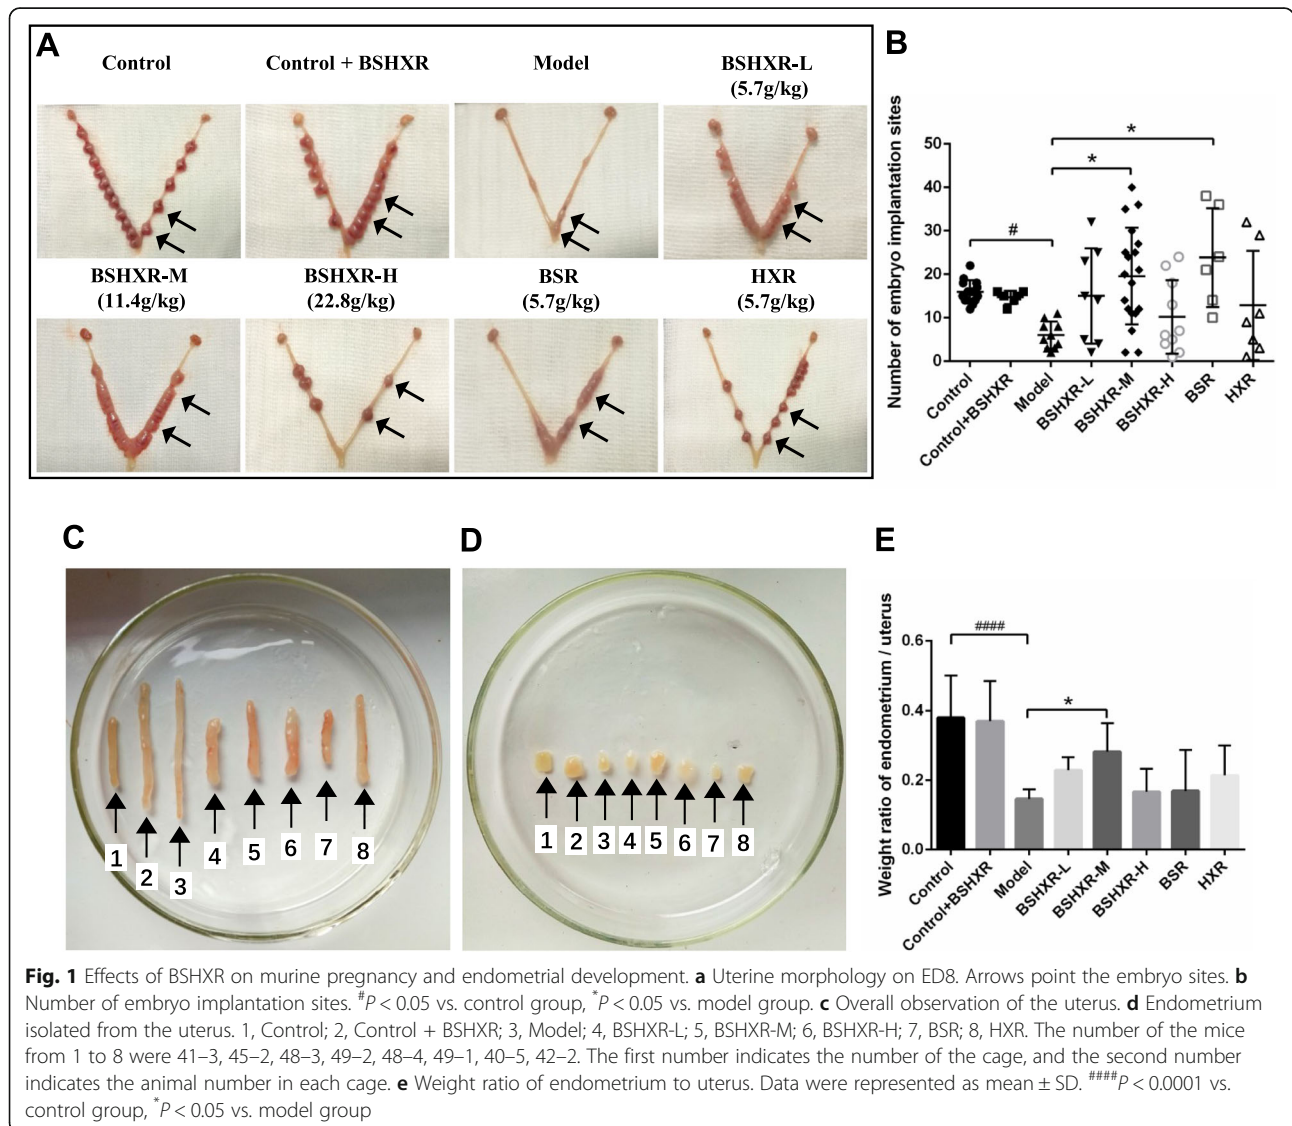 A
Control
Control + BSHXR
Model
BSHXR-L
(5.7g/kg)
BSHXR-M
(11.4g/kg)
BSHXR-H
(22.8g/kg)
BSR
(5.7g/kg)
HXR
(5.7g/kg)
B
Number of embryo implantation sites
50
40
30
20
10
0
#
*
*
Control
Control+BSHXR
Model
BSHXR-L
BSHXR-M
BSHXR-H
BSR
HXR
C
1
2
3
4
5
6
7
8
D
1
2
3
4
5
6
7
8
E
Weight ratio of endometrium / uterus
0.6
0.4
0.2
0.0
####
*
Control
Control+BSHXR
Model
BSHXR-L
BSHXR-M
BSHXR-H
BSR
HXR
Fig. 1 Effects of BSHXR on murine pregnancy and endometrial development. a Uterine morphology on ED8. Arrows point the embryo sites. b
Number of embryo implantation sites. #P < 0.05 vs. control group, *P < 0.05 vs. model group. c Overall observation of the uterus. d Endometrium
isolated from the uterus. 1, Control; 2, Control + BSHXR; 3, Model; 4, BSHXR-L; 5, BSHXR-M; 6, BSHXR-H; 7, BSR; 8, HXR. The number of the mice
from 1 to 8 were 41–3, 45–2, 48–3, 49–2, 48–4, 49–1, 40–5, 42–2. The first number indicates the number of the cage, and the second number
indicates the animal number in each cage. e Weight ratio of endometrium to uterus. Data were represented as mean ± SD. ####P < 0.0001 vs.
control group, *P < 0.05 vs. model group